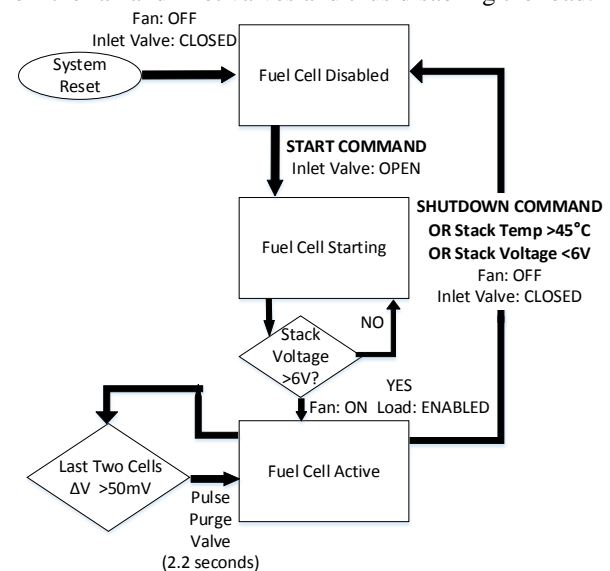 Fan: OFF
Inlet Valve: CLOSED
System
Reset
Fuel Cell Disabled
START COMMAND
Inlet Valve: OPEN
SHUTDOWN COMMAND
OR Stack Temp >45°C
OR Stack Voltage <6V
Fan: OFF
Inlet Valve: CLOSED
Fuel Cell Starting
Stack
Voltage
>6V?
NO
YES
Fan: ON Load: ENABLED
Last Two Cells
ΔV >50mV
Pulse
Purge
Valve
(2.2 seconds)
Fuel Cell Active